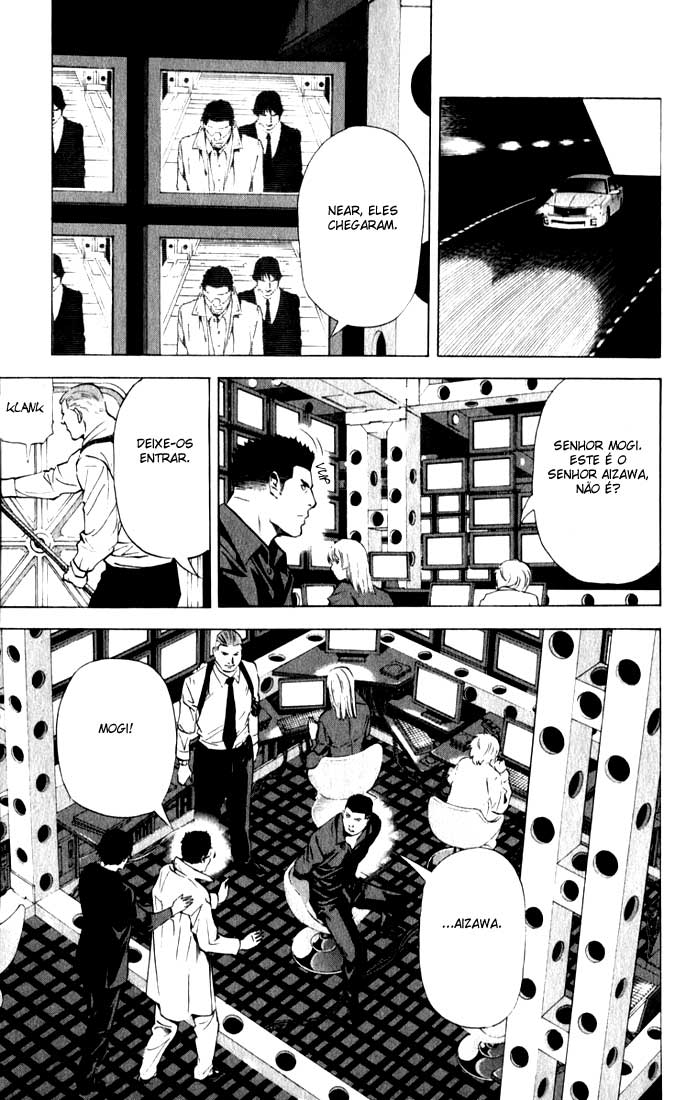 NEAR, ELES
CHEGARAM.
SENHOR MOGI.
ESTE É O
SENHOR AIZAWA,
NÃO É?
VUP
DEIXE-OS
ENTRAR.
KLANK
MOGI!
...AIZAWA.